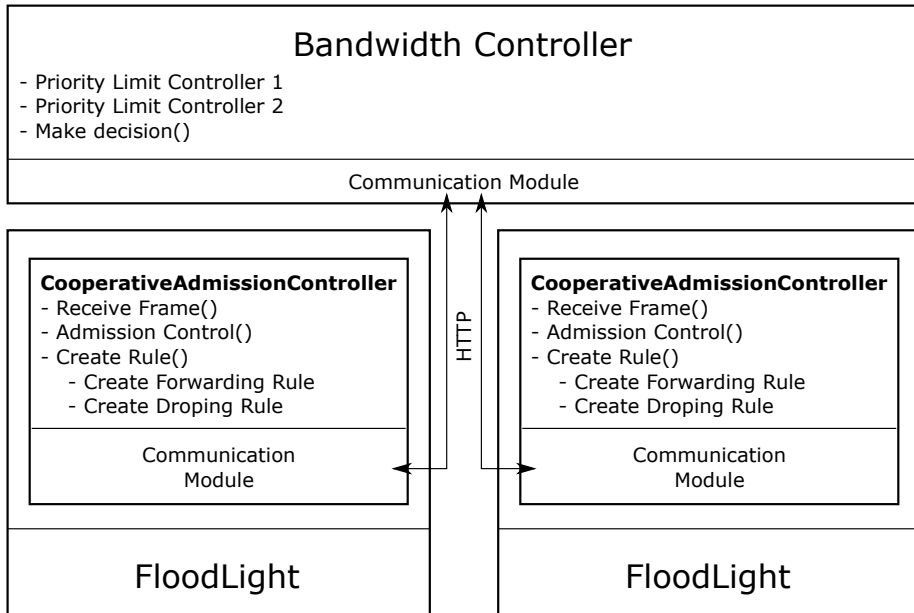 Bandwidth Controller
- Priority Limit Controller 1
- Priority Limit Controller 2
- Make decision()
Communication Module
CooperativeAdmissionController
- Receive Frame()
- Admission Control()
- Create Rule()
- Create Forwarding Rule
- Create Droping Rule
Communication
Module
FloodLight
HTTP
CooperativeAdmissionController
- Receive Frame()
- Admission Control()
- Create Rule()
- Create Forwarding Rule
- Create Droping Rule
Communication
Module
FloodLight